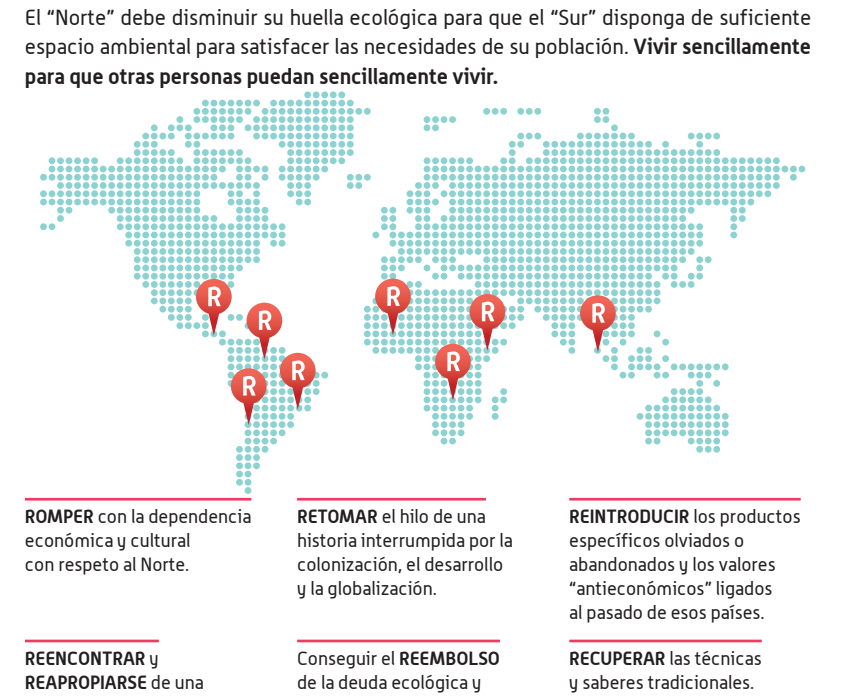 El “Norte” debe disminuir su huella ecológica para que el “Sur” disponga de suficiente
espacio ambiental para satisfacer las necesidades de su población. Vivir sencillamente
para que otras personas puedan sencillamente vivir.
R
R
R
R
R
R
R
R
R
ROMPER con la dependencia
económica y cultural
con respeto al Norte.
RETOMAR el hilo de una
historia interrumpida por la
colonización, el desarrollo
y la globalización.
REINTRODUCIR los productos
específicos olviados o
abandonados y los valores
“antieconómicos” ligados
al pasado de esos países.
REENCONTRAR y
REAPROPIARSE de una
Conseguir el REEMBOLSO
de la deuda ecológica y
RECUPERAR las técnicas
y saberes tradicionales.